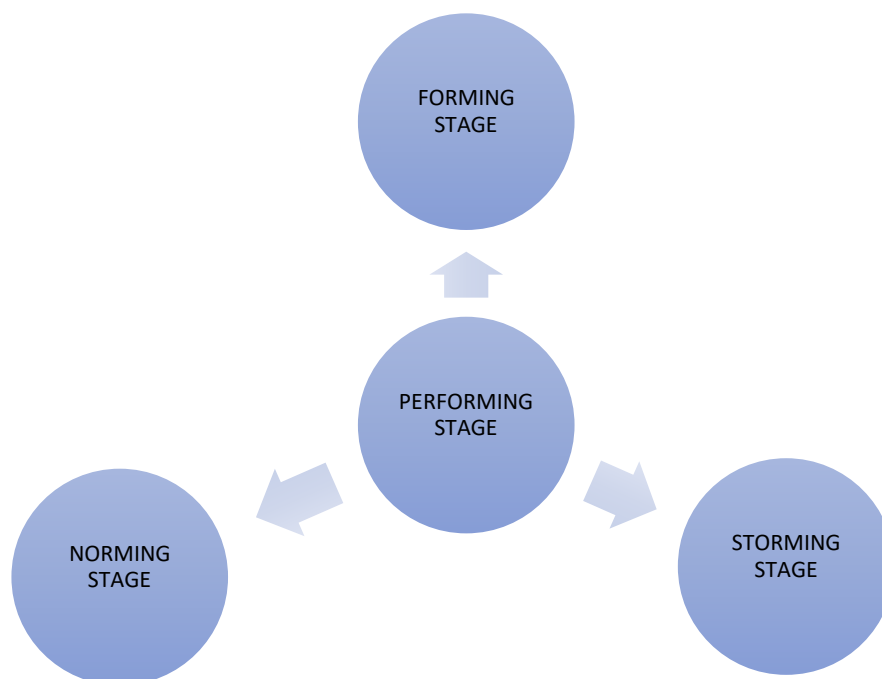 FORMING
STAGE
PERFORMING
STAGE
NORMING
STAGE
STORMING
STAGE